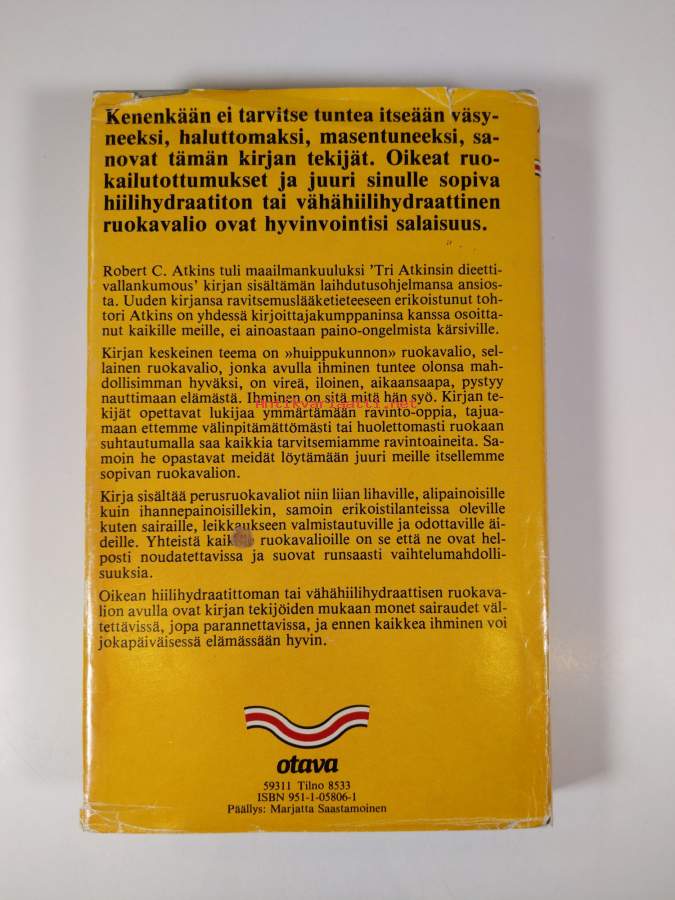 Kenenkään ei tarvitse tuntea itseään väsy-
neeksi, haluttomaksi, masentuneeksi, sa-
novat tämän kirjan tekijät. Oikeat ruo-
kailutottumukset ja juuri sinulle sopiva
hiilihydraatiton tai vähähiilihydraattinen
ruokavalio ovat hyvinvointisi salaisuus.
Robert C. Atkins tuli maailmankuuluksi 'Tri Atkinsin dieetti-
vallankumous' kirjan sisältämän laihdutusohjelmansa ansios-
ta. Uuden kirjansa ravitsemuslääketieteeseen erikoistunut toh-
tori Atkins on yhdessä kirjoittajakumppaninsa kanssa osoitta-
nut kaikille meille, ei ainoastaan paino-ongelmista kärsiville.
Kirjan keskeinen teema on »huippukunnon» ruokavalio, sel-
lainen ruokavalio, jonka avulla ihminen tuntee olonsa mah-
dollisimman hyväksi, on vireä, iloinen, aikaansaapa, pystyy
nauttimaan elämästä. Ihminen on sitä mitä hän syö. Kirjan te-
Antikvariaatti.net
kijät opettavat lukijaa ymmärtämään ravinto-oppia, tajua-
maan ettemme välinpitämättömästi tai huolettomasti ruokaan
suhtautumalla saa kaikkia tarvitsemiamme ravintoaineita. Sa-
moin he opastavat meidät löytämään juuri meille itsellemme
sopivan ruokavalion.
Kirja sisältää perusruokavaliot niin liian lihaville, alipainoisille
kuin ihannepainoisillekin, samoin erikoistilanteissa oleville
kuten sairaille, leikkaukseen valmistautuville ja odottaville äi-
deille. Yhteistä kaikille ruokavalioille on se että ne ovat hel-
posti noudatettavissa ja suovat runsaasti vaihtelumahdolli-
suuksia.
Oikean hiilihydraatittoman tai vähähiilihydraattisen ruokava-
lion avulla ovat kirjan tekijöiden mukaan monet sairaudet väl-
tettävissä, jopa parannettavissa, ja ennen kaikkea ihminen voi
jokapäiväisessä elämässään hyvin.
otava
59311 Tilno 8533
ISBN 951-1-05806-1
Päällys: Marjatta Saastamoinen